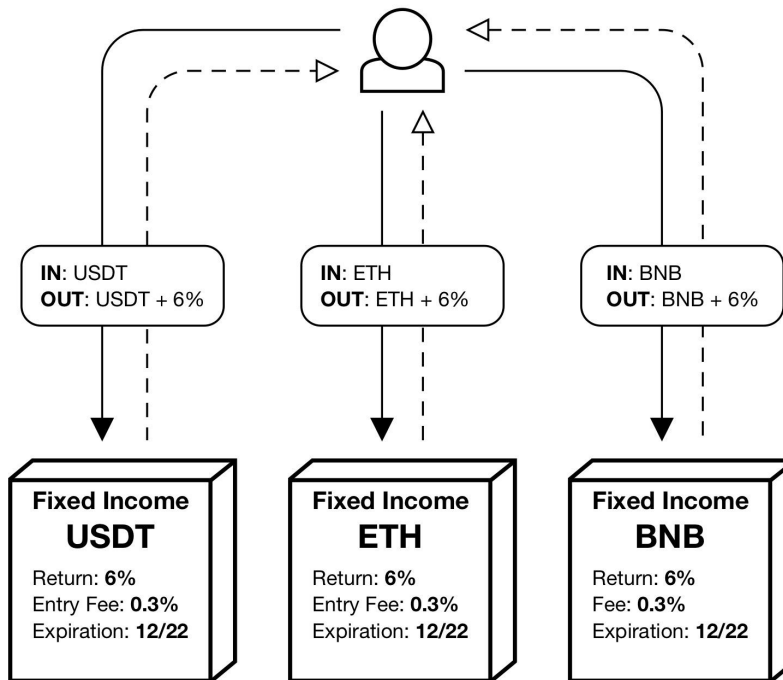 IN: USDT
OUT: USDT + 6%
IN: ETH
OUT: ETH + 6%
IN: BNB
OUT: BNB + 6%
Fixed Income
USDT
Return: 6%
Entry Fee: 0.3%
Expiration: 12/22
Fixed Income
ETH
Return: 6%
Entry Fee: 0.3%
Expiration: 12/22
Fixed Income
BNB
Return: 6%
Fee: 0.3%
Expiration: 12/22